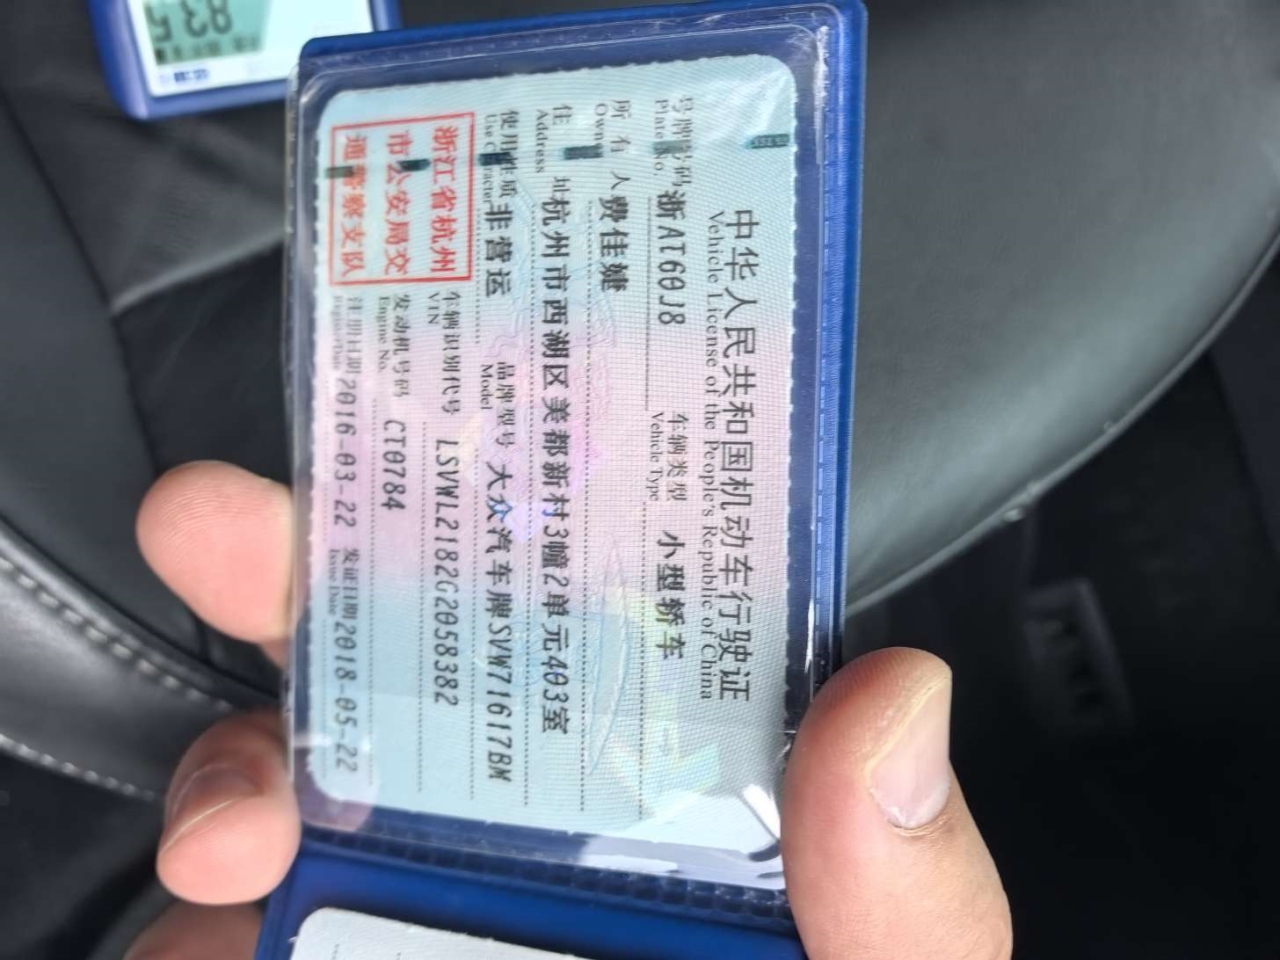 中华人民共和国机动车行驶证
Vehicle License of the People's Republic of China
号牌号码 浙AT60J8 车辆类型 小型轿车
Plate No. Vehicle Type
所有人 费佳婕
Owner
住址 杭州市西湖区美都新村3幢2单元403室
Address
使用性质 非营运 品牌型号 大众汽车牌SVW71617BM
Use Character Model
浙江省杭州
市公安局交
通警察支队
车辆识别代号 LSVWL2182G2058382
VIN
发动机号码 CT0784
Engine No.
注册日期 2016-03-22 发证日期 2018-05-22
Register Date Issue Date
835